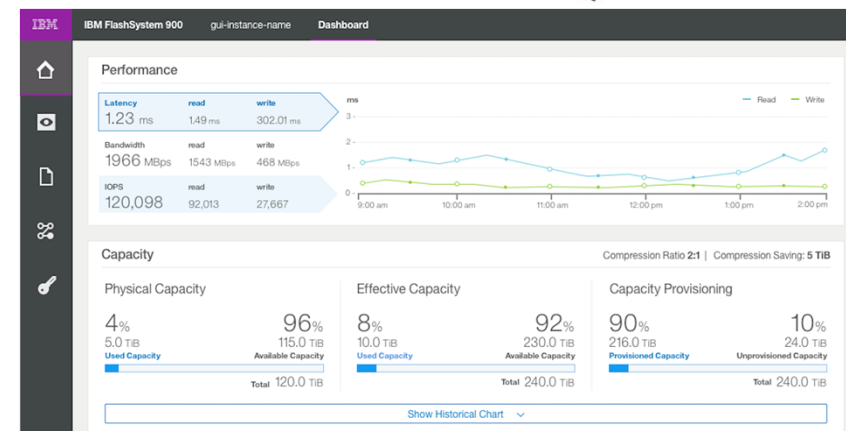 IBM IBM FlashSystem 900 gui-instance-name Dashboard
Performance
Latency read write
1.23 ms 1.49 ms 302.01 ms
Bandwidth read write
1966 MBps 1543 MBps 468 MBps
IOPS read write
120,098 92,013 27,667
ms Read Write
3
2
1
0
9:00 am 10:00 am 11:00 am 12:00 pm 1:00 pm 2:00 pm
Capacity Compression Ratio 2:1 | Compression Saving: 5 TiB
Physical Capacity Effective Capacity Capacity Provisioning
4% 96% 8% 92% 90% 10%
5.0 TiB 115.0 TiB 10.0 TiB 230.0 TiB 216.0 TiB 24.0 TiB
Used Capacity Available Capacity Used Capacity Available Capacity Provisioned Capacity Unprovisioned Capacity
Total 120.0 TiB Total 240.0 TiB Total 240.0 TiB
Show Historical Chart